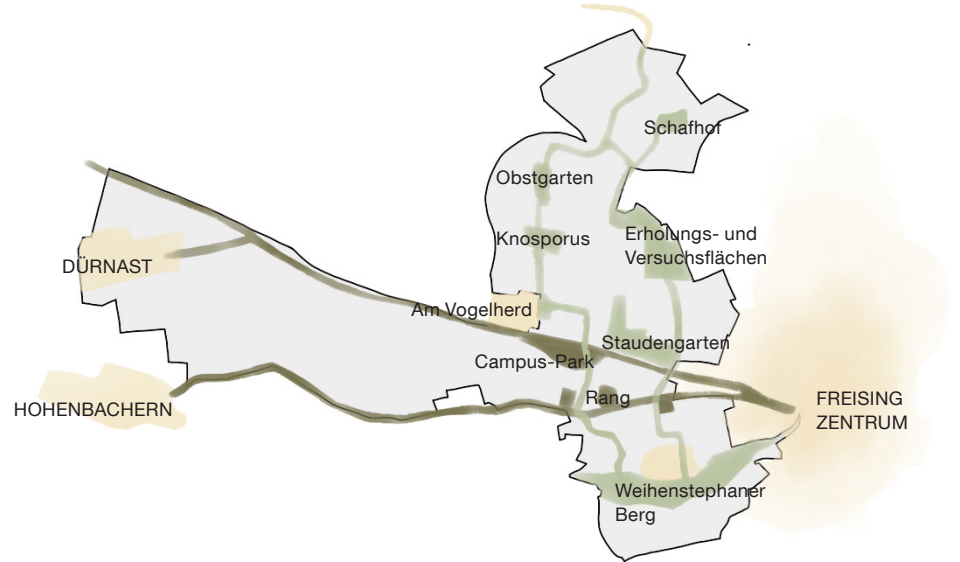 Schafhof
Obstgarten
Knosporus
Erholungs- und
Versuchsflächen
DÜRNAST
Am Vogelherd
Staudengarten
Campus-Park
Rang
HOHENBACHERN
FREISING
ZENTRUM
Weihenstephaner
Berg